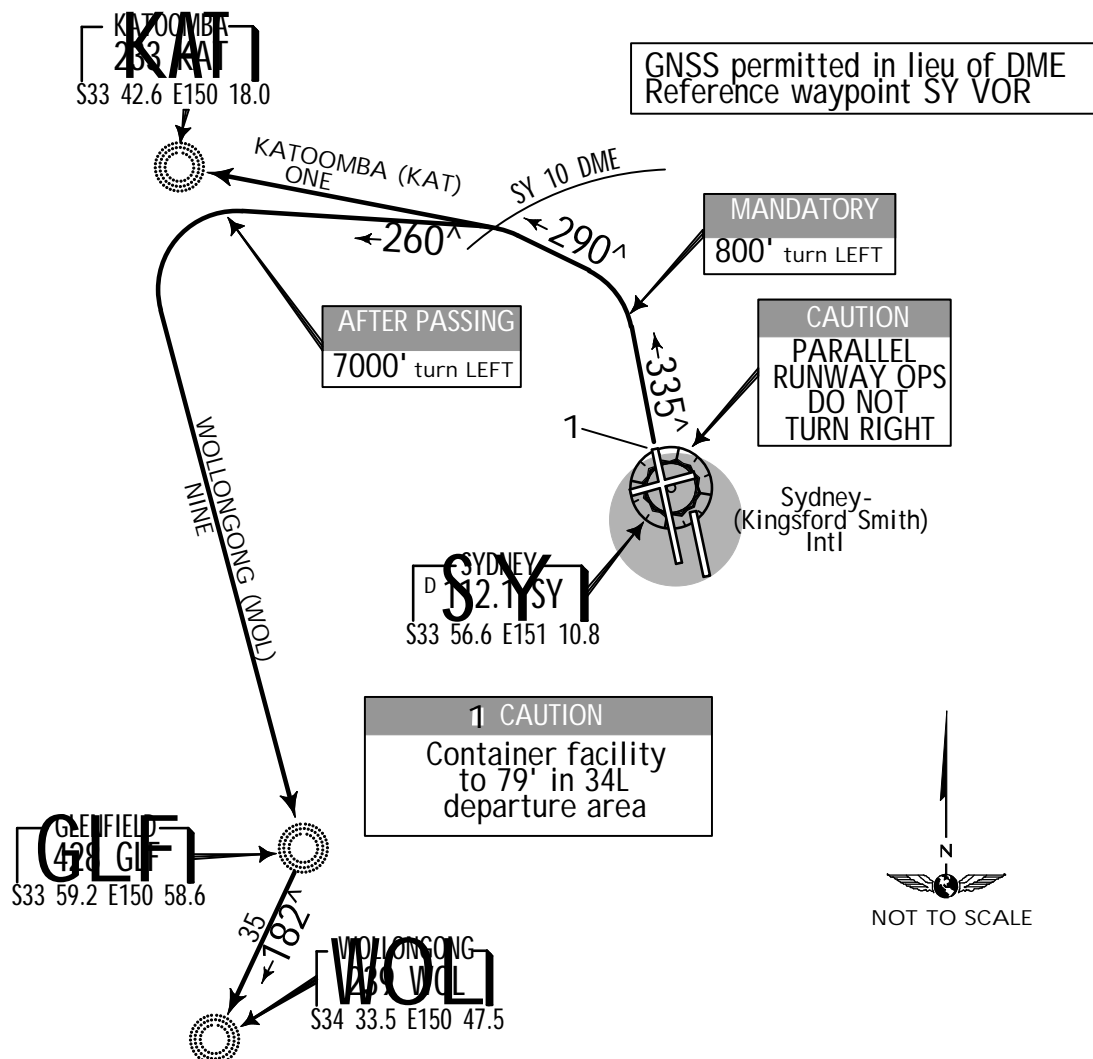 KATOOMBA
233 KAT
KAT
S33 42.6 E150 18.0
GNSS permitted in lieu of DME
Reference waypoint SY VOR
KATOOMBA (KAT)
ONE
SY 10 DME
MANDATORY
800' turn LEFT
290^
260^
AFTER PASSING
7000' turn LEFT
CAUTION
PARALLEL
RUNWAY OPS
DO NOT
TURN RIGHT
335^
1
Sydney-
(Kingsford Smith)
Intl
WOLLONGONG (WOL)
NINE
SYDNEY
D 112.1 SY
SY
S33 56.6 E151 10.8
1 CAUTION
Container facility
to 79' in 34L
departure area
GLENFIELD
428 GLF
GLF
S33 59.2 E150 58.6
N
NOT TO SCALE
35
182^
WOLLONGONG
239 WOL
WOL
S34 33.5 E150 47.5